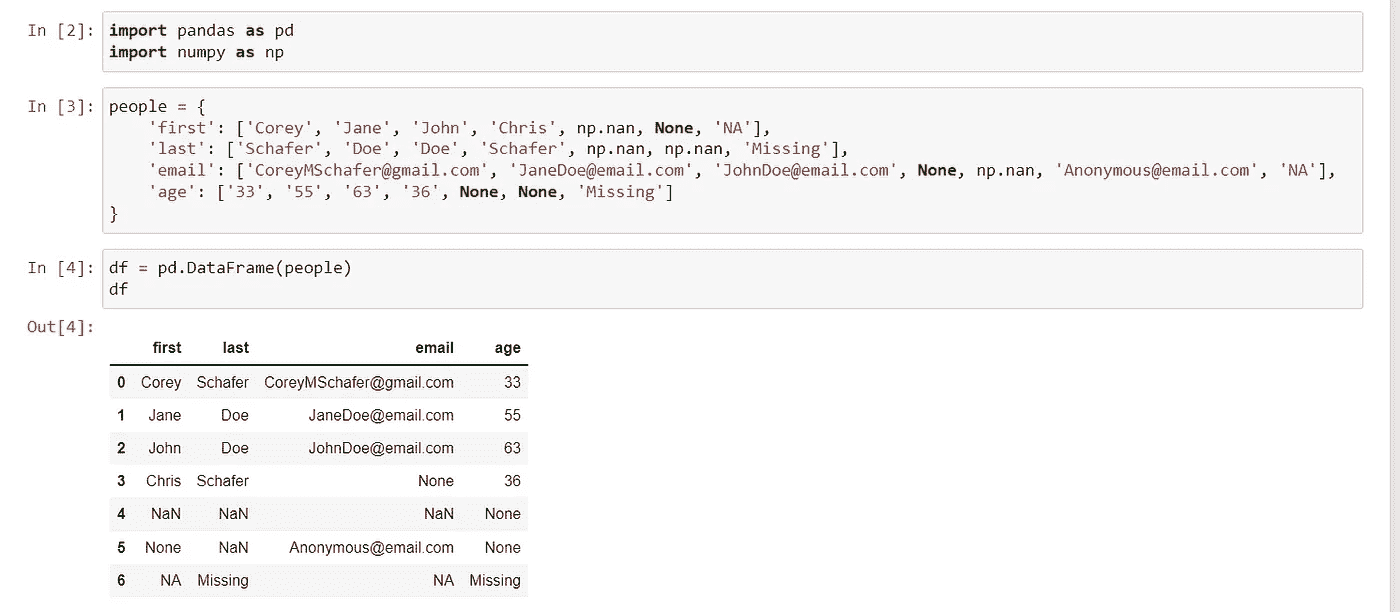 In [2]: import pandas as pd
import numpy as np
In [3]: people = {
    'first': ['Corey', 'Jane', 'John', 'Chris', np.nan, None, 'NA'],
    'last': ['Schafer', 'Doe', 'Doe', 'Schafer', np.nan, np.nan, 'Missing'],
    'email': ['CoreyMSchafer@gmail.com', 'JaneDoe@email.com', 'JohnDoe@email.com', None, np.nan, 'Anonymous@email.com', 'NA'],
    'age': ['33', '55', '63', '36', None, None, 'Missing']
}
In [4]: df = pd.DataFrame(people)
df
Out[4]:
first last email age
0 Corey Schafer CoreyMSchafer@gmail.com 33
1 Jane Doe JaneDoe@email.com 55
2 John Doe JohnDoe@email.com 63
3 Chris Schafer None 36
4 NaN NaN NaN None
5 None NaN Anonymous@email.com None
6 NA Missing NA Missing